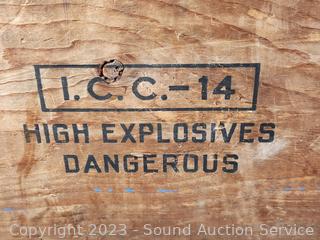 I.C.C.-14
HIGH EXPLOSIVES
DANGEROUS
Copyright 2023 - Sound Auction Service